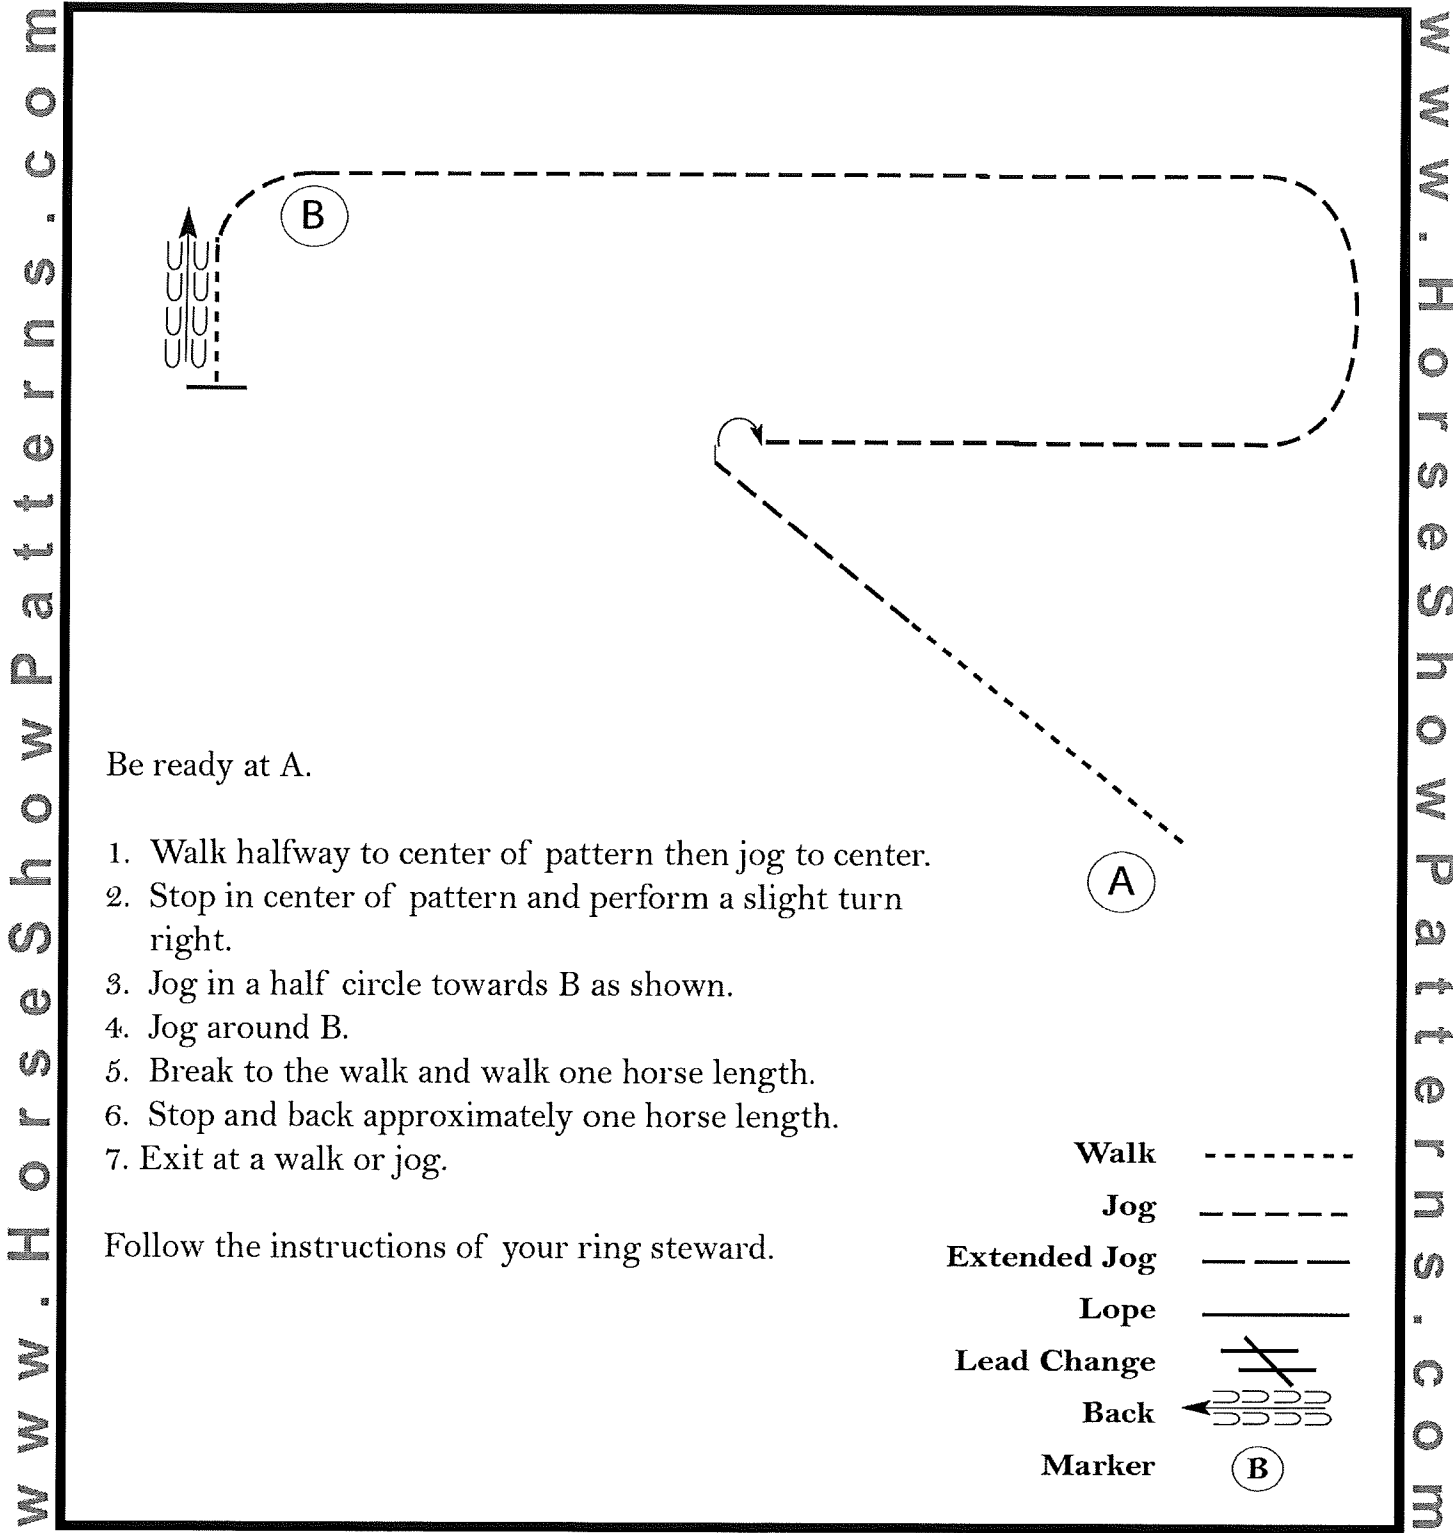 www.HorseShowPatterns.com
www.HorseShowPatterns.com
B
A
Be ready at A.
1. Walk halfway to center of pattern then jog to center.
2. Stop in center of pattern and perform a slight turn
right.
3. Jog in a half circle towards B as shown.
4. Jog around B.
5. Break to the walk and walk one horse length.
6. Stop and back approximately one horse length.
7. Exit at a walk or jog.
Follow the instructions of your ring steward.
Walk
Jog
Extended Jog
Lope
Lead Change
Back
Marker B